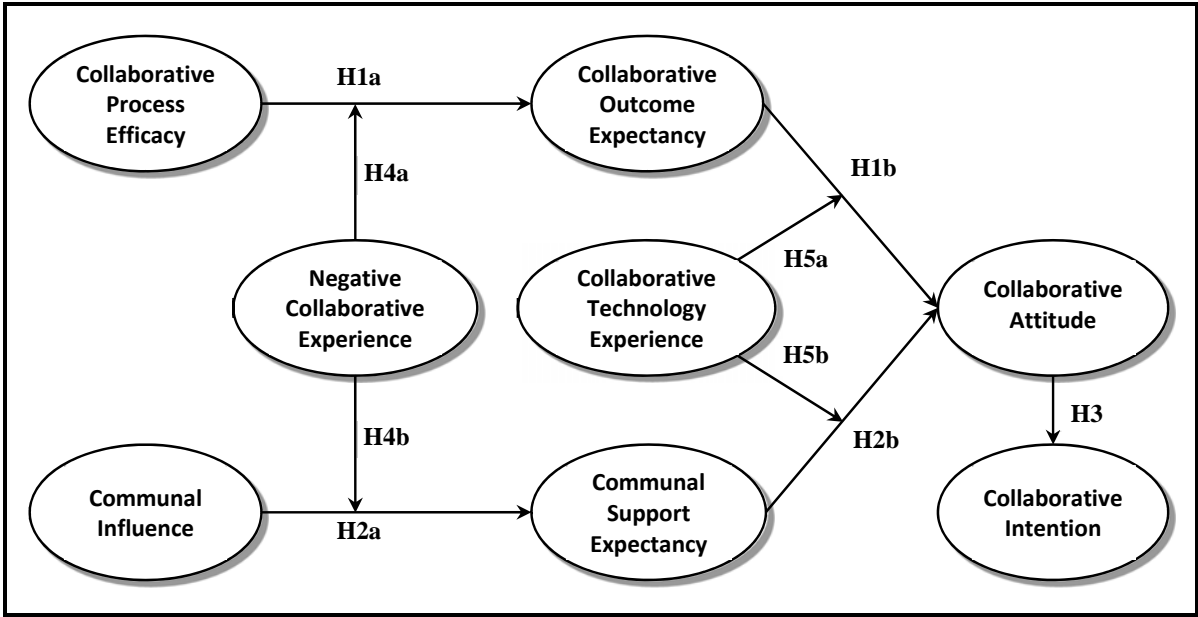 Collaborative
Process
Efficacy
H1a
Collaborative
Outcome
Expectancy
H4a
H1b
Negative
Collaborative
Experience
Collaborative
Technology
Experience
H5a
H5b
Collaborative
Attitude
H4b
H2b
H3
Communal
Influence
H2a
Communal
Support
Expectancy
Collaborative
Intention